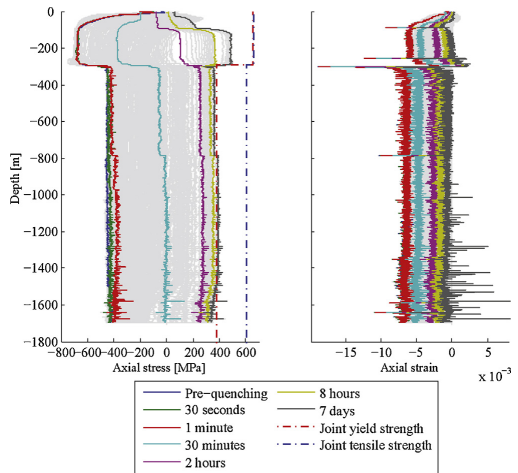 0
−200
−400
−600
−800
−1000
−1200
−1400
−1600
−1800
Depth [m]
−800 −600 −400 −200 0 200 400 600
Axial stress [MPa]
−15 −10 −5 0
Axial strain
x 10⁻³
Pre-quenching
30 seconds
1 minute
30 minutes
2 hours
8 hours
7 days
Joint yield strength
Joint tensile strength